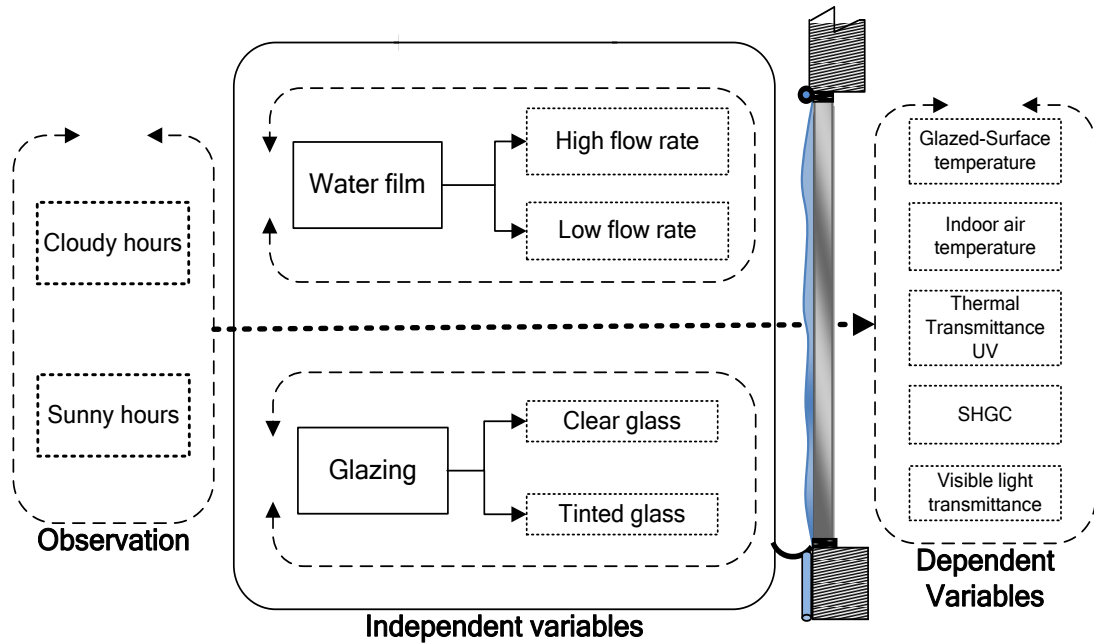 Cloudy hours
Sunny hours
Observation
Water film
High flow rate
Low flow rate
Glazing
Clear glass
Tinted glass
Independent variables
Glazed-Surface
temperature
Indoor air
temperature
Thermal
Transmittance
UV
SHGC
Visible light
transmittance
Dependent
Variables